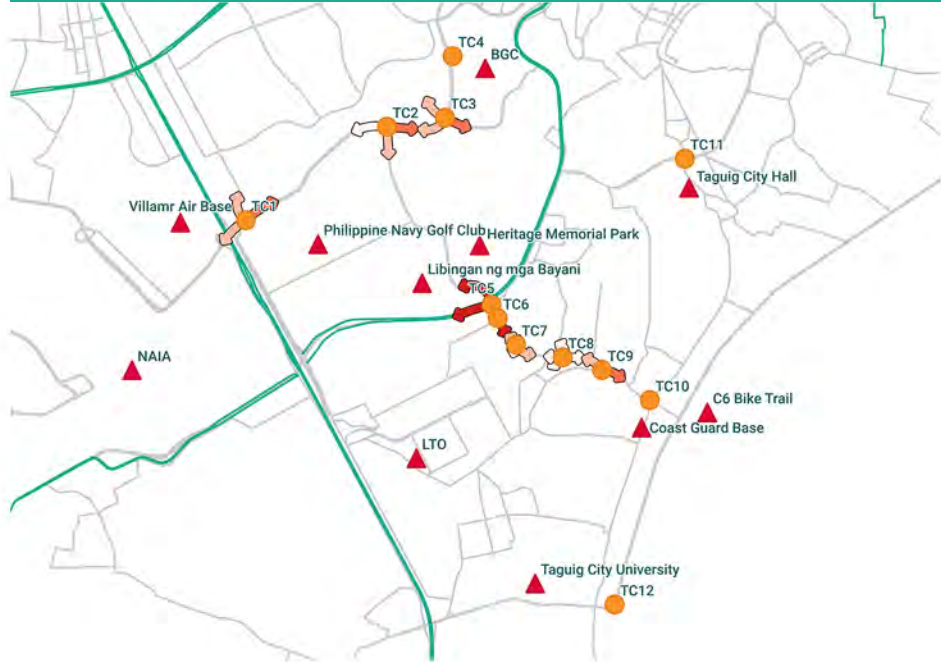 TC4
BGC
TC3
TC2
TC11
Taguig City Hall
Villamr Air Base
TC1
Philippine Navy Golf Club
Heritage Memorial Park
Libingan ng mga Bayani
TC5
TC6
TC7
TC8
TC9
NAIA
TC10
C6 Bike Trail
Coast Guard Base
LTO
Taguig City University
TC12